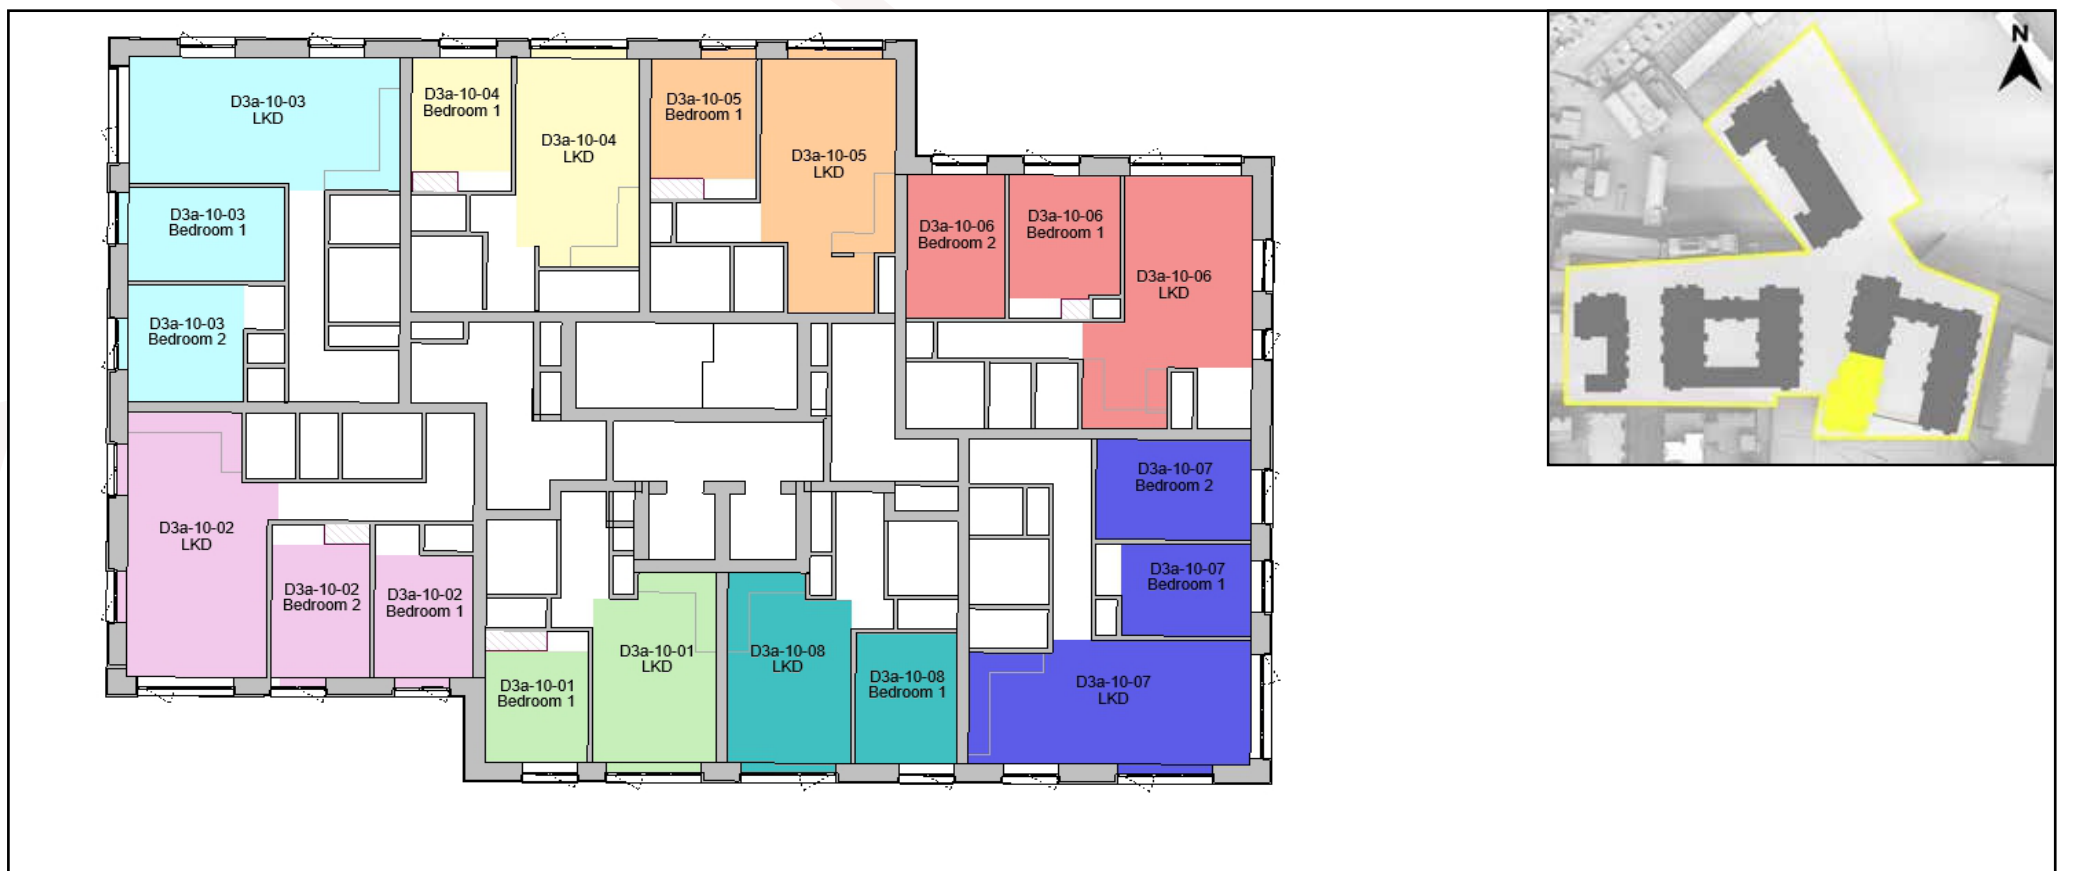 N
D3a-10-03
LKD
D3a-10-04
Bedroom 1
D3a-10-04
LKD
D3a-10-05
Bedroom 1
D3a-10-05
LKD
D3a-10-03
Bedroom 1
D3a-10-06
Bedroom 2
D3a-10-06
Bedroom 1
D3a-10-06
LKD
D3a-10-03
Bedroom 2
D3a-10-02
LKD
D3a-10-02
Bedroom 2
D3a-10-02
Bedroom 1
D3a-10-07
Bedroom 2
D3a-10-07
Bedroom 1
D3a-10-01
Bedroom 1
D3a-10-01
LKD
D3a-10-08
LKD
D3a-10-08
Bedroom 1
D3a-10-07
LKD